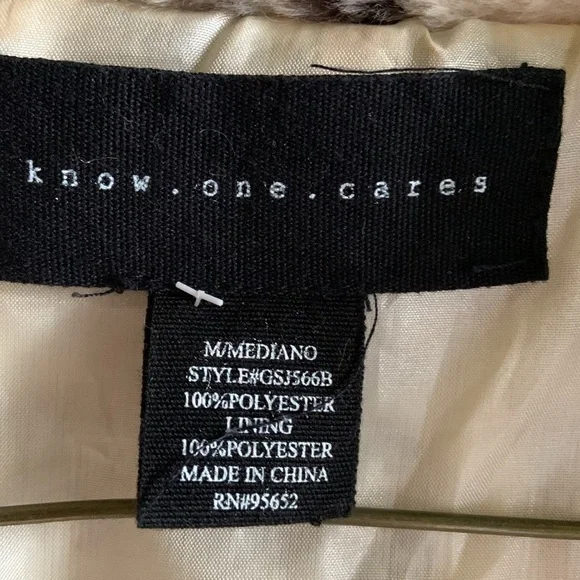 know.one.cares
M/MEDIANO
STYLE#GSJ566B
100%POLYESTER
LINING
100%POLYESTER
MADE IN CHINA
RN#95652